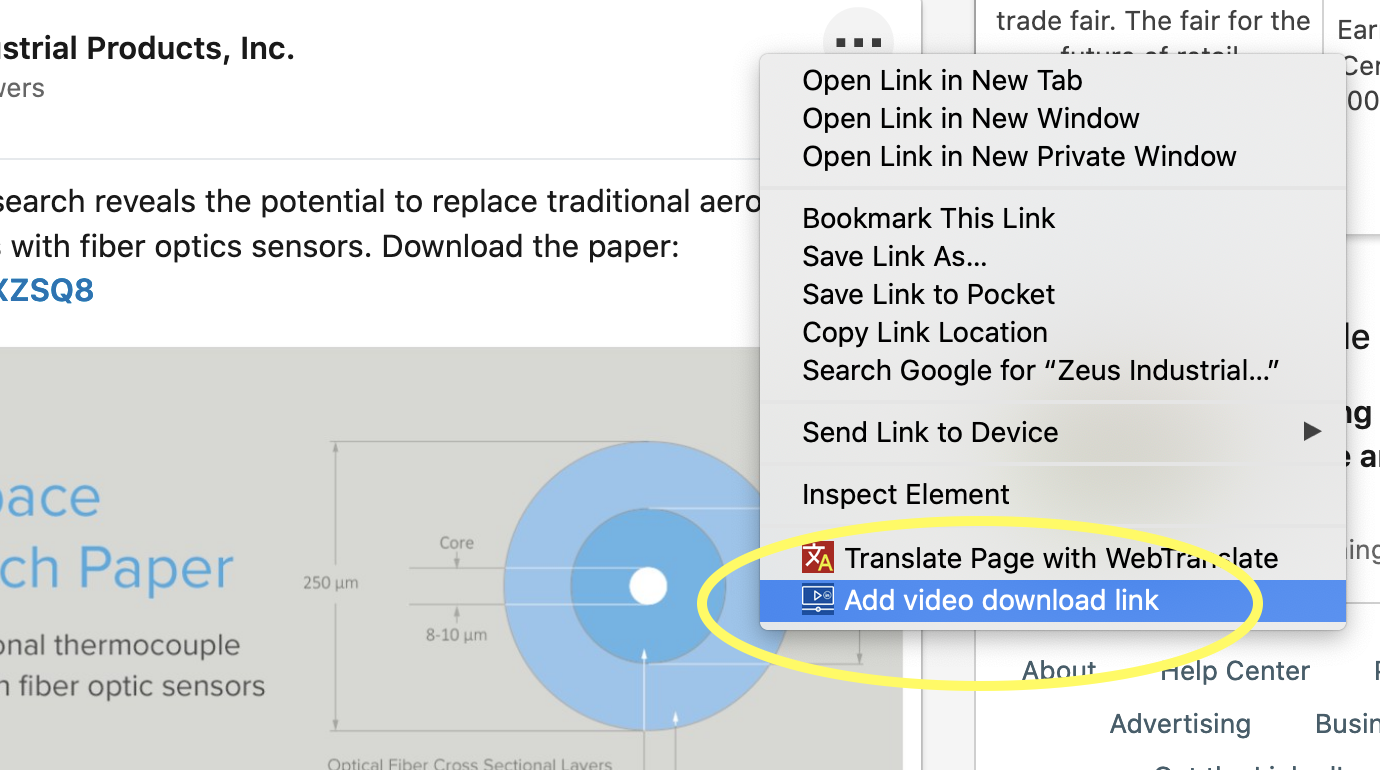 strial Products, Inc.
wers
search reveals the potential to replace traditional aero
s with fiber optics sensors. Download the paper:
XZSQ8
pace
ch Paper
onal thermocouple
n fiber optic sensors
250 µm
Core
8-10 µm
Optical Fiber Cross Sectional Layers
Open Link in New Tab
Open Link in New Window
Open Link in New Private Window
Bookmark This Link
Save Link As...
Save Link to Pocket
Copy Link Location
Search Google for “Zeus Industrial...”
Send Link to Device
Inspect Element
Translate Page with WebTranslate
Add video download link
trade fair. The fair for the
future of retail
Ear
Cer
00
le
ng
e a
ing
About
Help Center
Advertising
Busin
Get the LinkedI